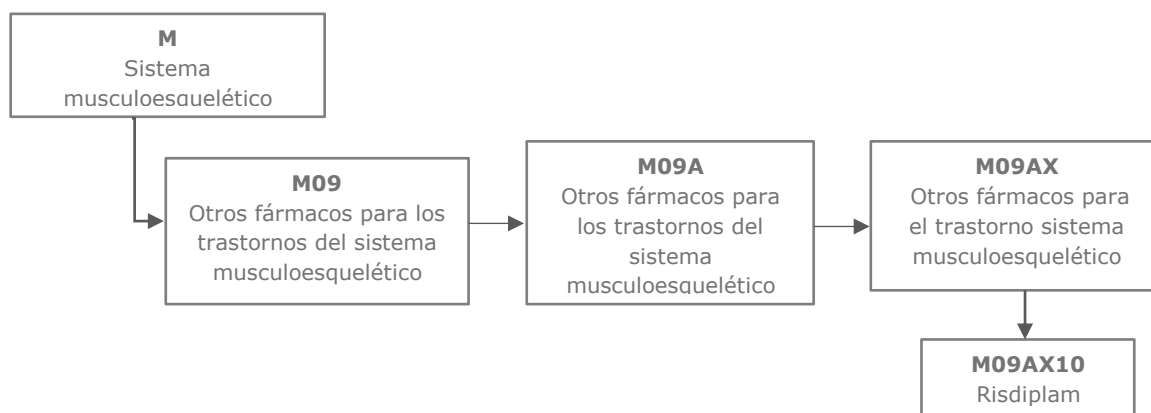 M
Sistema
musculoesquelético
M09
Otros fármacos para los
trastornos del sistema
musculoesquelético
M09A
Otros fármacos para
los trastornos del
sistema
musculoesquelético
M09AX
Otros fármacos para
el trastorno sistema
musculoesquelético
M09AX10
Risdiplam